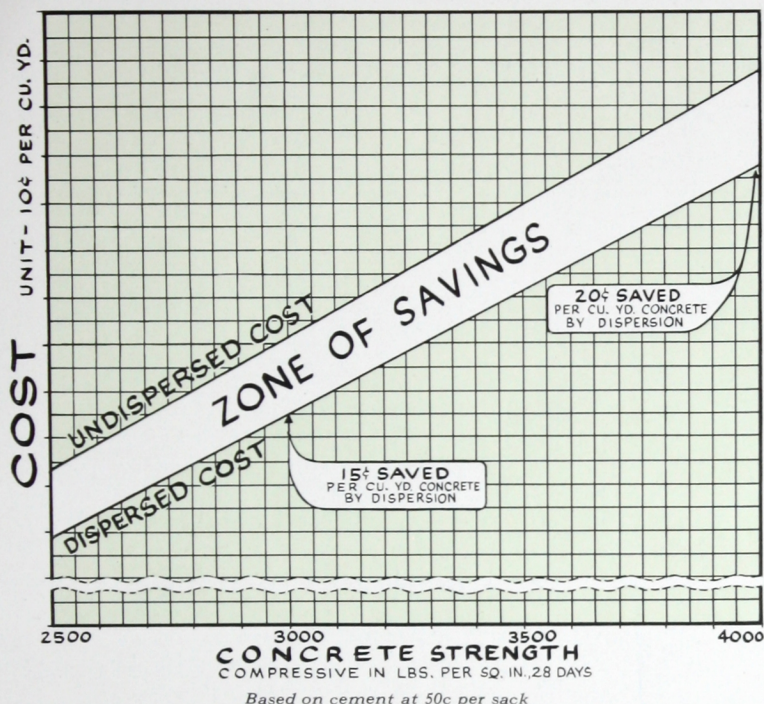 UNIT-10¢ PER CU. YD.
COST
UNDISPERSED COST
ZONE OF SAVINGS
DISPERSED COST
20¢ SAVED
PER CU. YD. CONCRETE
BY DISPERSION
15¢ SAVED
PER CU. YD. CONCRETE
BY DISPERSION
2500 3000 3500 4000
CONCRETE STRENGTH
COMPRESSIVE IN LBS. PER SQ. IN., 28 DAYS
Based on cement at 50c per sack